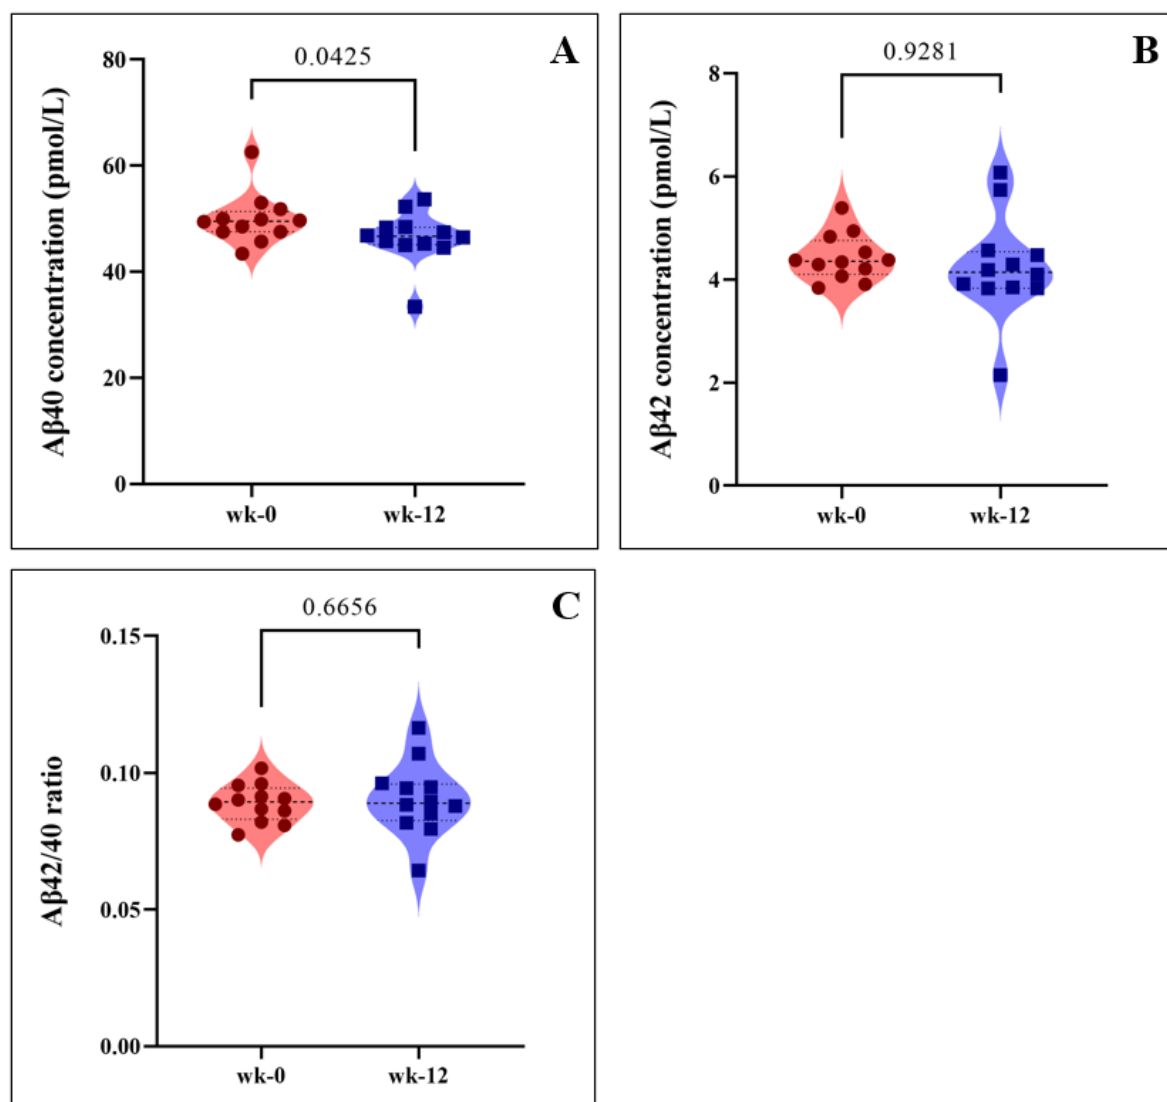 A
0.0425
Aβ40 concentration (pmol/L)
80
60
40
20
0
wk-0 wk-12
B
0.9281
Aβ42 concentration (pmol/L)
8
6
4
2
0
wk-0 wk-12
C
0.6656
Aβ42/40 ratio
0.15
0.10
0.05
0.00
wk-0 wk-12